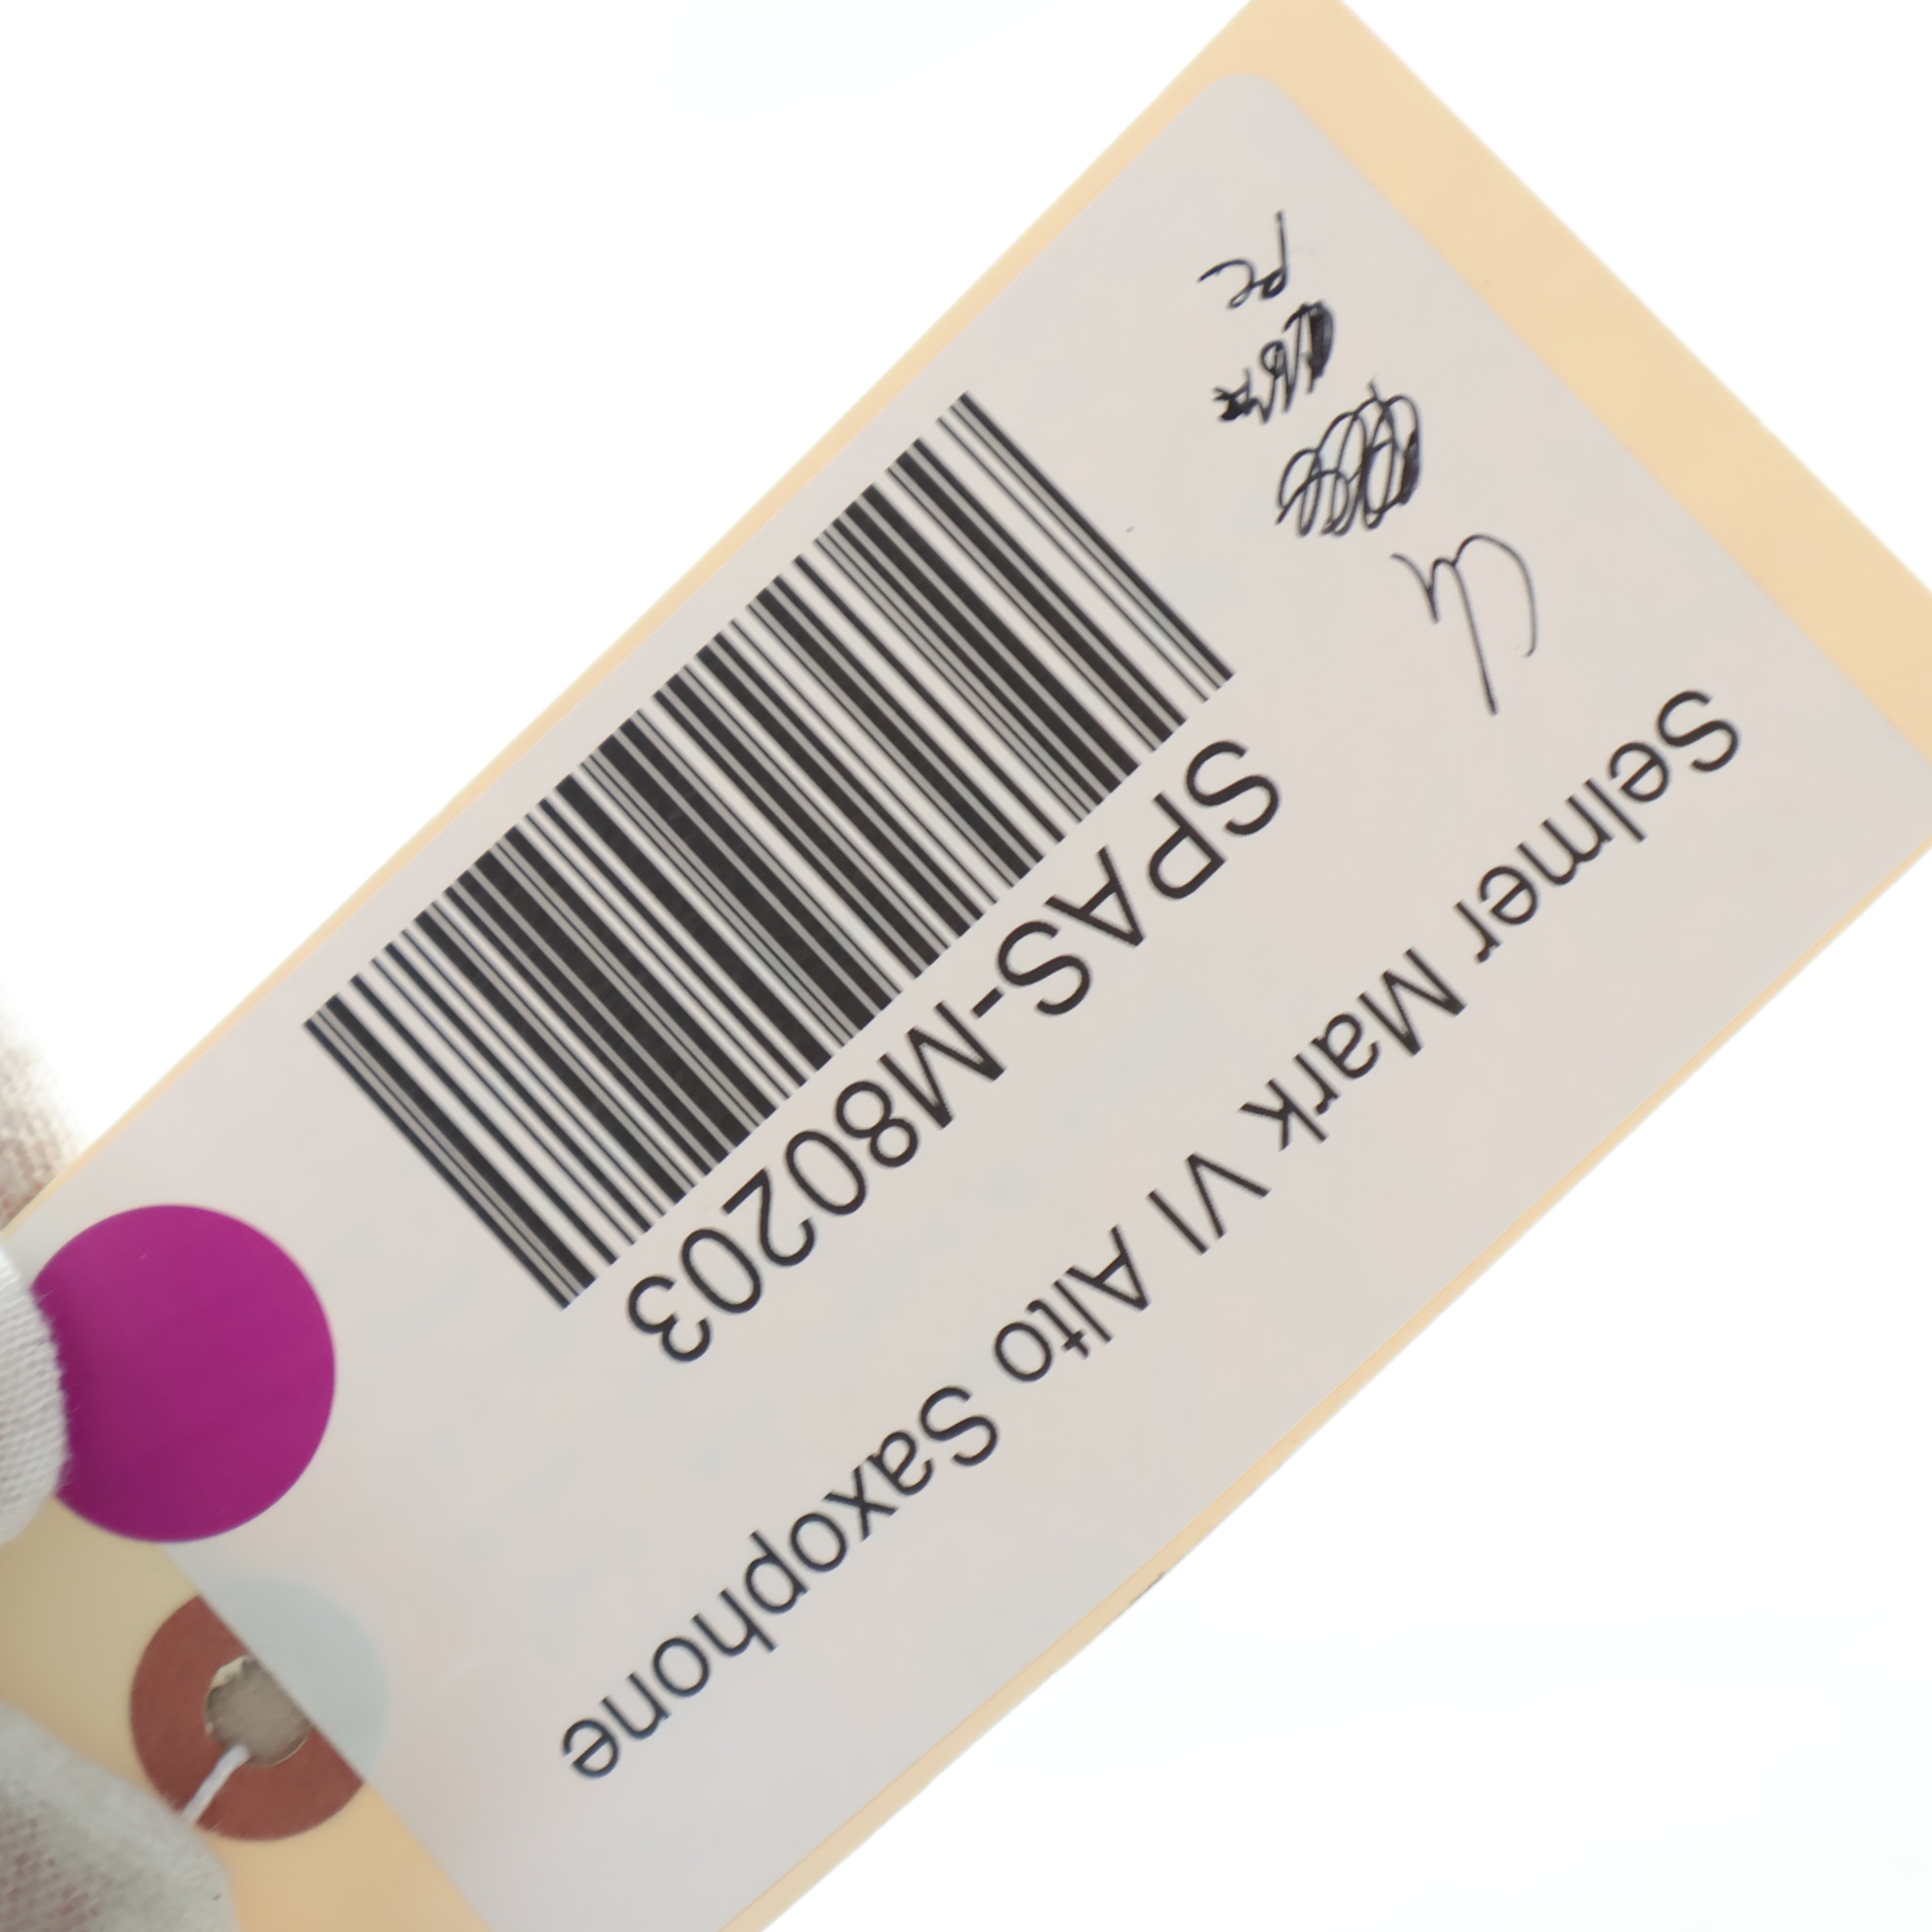 Selmer Mark VI Alto Saxophone
SPAS-M80203